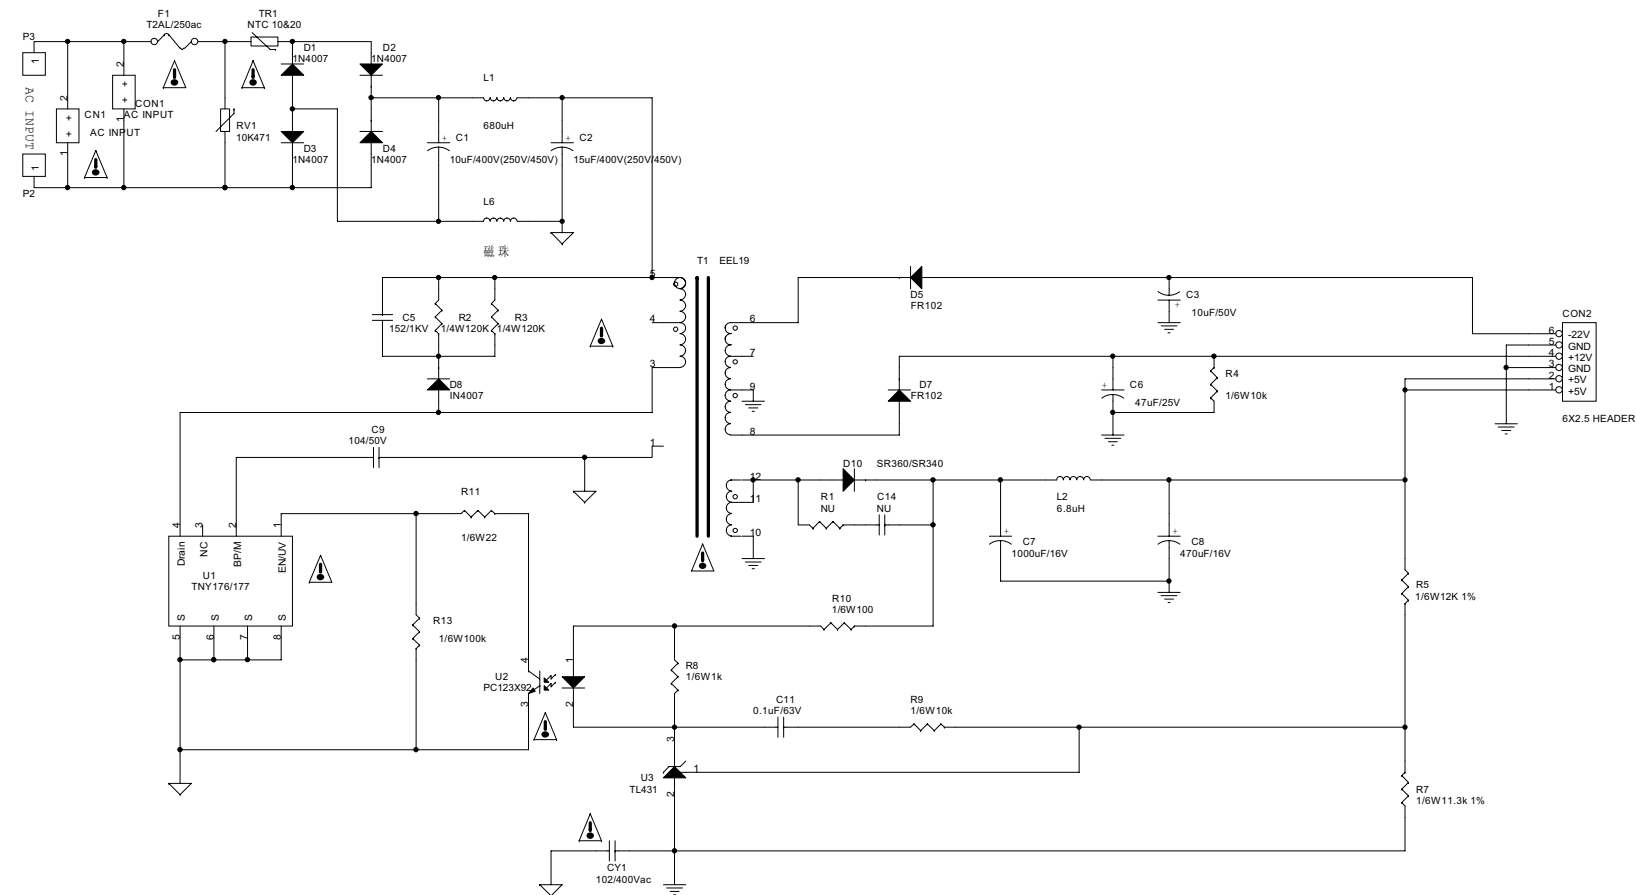 F1
T2AL/250ac
TR1
NTC 10&20
P3
1
AC INPUT
1
P2
2
CN1
AC INPUT
1
2
CON1
AC INPUT
1
RV1
10K471
D1
1N4007
D2
1N4007
D3
1N4007
D4
1N4007
L1
680uH
C1
10uF/400V(250V/450V)
C2
15uF/400V(250V/450V)
L6
磁珠
C5
152/1KV
R2
1/4W120K
R3
1/4W120K
D8
IN4007
C9
104/50V
T1 EEL19
5
4
3
1
6
7
9
8
12
11
10
D5
FR102
C3
10uF/50V
D7
FR102
C6
47uF/25V
R4
1/6W10k
CON2
6 -22V
5 GND
4 +12V
3 GND
2 +5V
1 +5V
6X2.5 HEADER
D10 SR360/SR340
R1
NU
C14
NU
L2
6.8uH
C7
1000uF/16V
C8
470uF/16V
R11
1/6W22
4 3 2 1
Drain NC BP/M EN/UV
U1
TNY176/177
S S S S
5 6 7 8
R13
1/6W100k
R10
1/6W100
R5
1/6W12K 1%
U2
PC123X92
4
3
1
2
R8
1/6W1k
C11
0.1uF/63V
R9
1/6W10k
U3
TL431
3
1
2
R7
1/6W11.3k 1%
CY1
102/400Vac